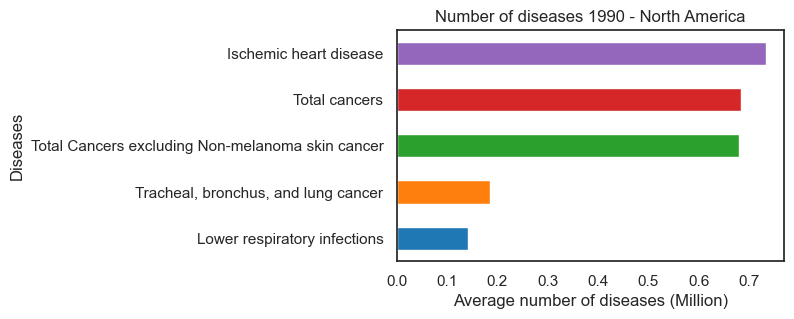 Number of diseases 1990 - North America
Diseases
Ischemic heart disease
Total cancers
Total Cancers excluding Non-melanoma skin cancer
Tracheal, bronchus, and lung cancer
Lower respiratory infections
0.0 0.1 0.2 0.3 0.4 0.5 0.6 0.7
Average number of diseases (Million)